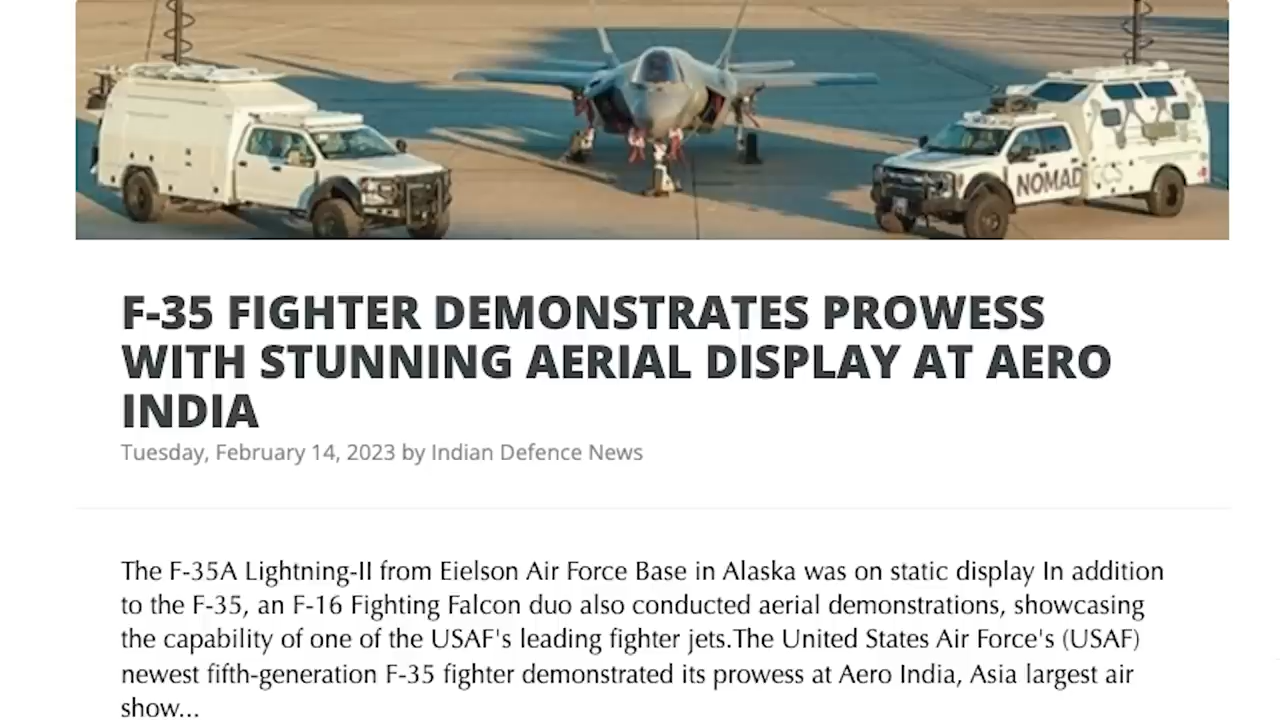 NOMAD GCS
F-35 FIGHTER DEMONSTRATES PROWESS
WITH STUNNING AERIAL DISPLAY AT AERO
INDIA
Tuesday, February 14, 2023 by Indian Defence News
The F-35A Lightning-II from Eielson Air Force Base in Alaska was on static display In addition
to the F-35, an F-16 Fighting Falcon duo also conducted aerial demonstrations, showcasing
the capability of one of the USAF's leading fighter jets.The United States Air Force's (USAF)
newest fifth-generation F-35 fighter demonstrated its prowess at Aero India, Asia largest air
show...